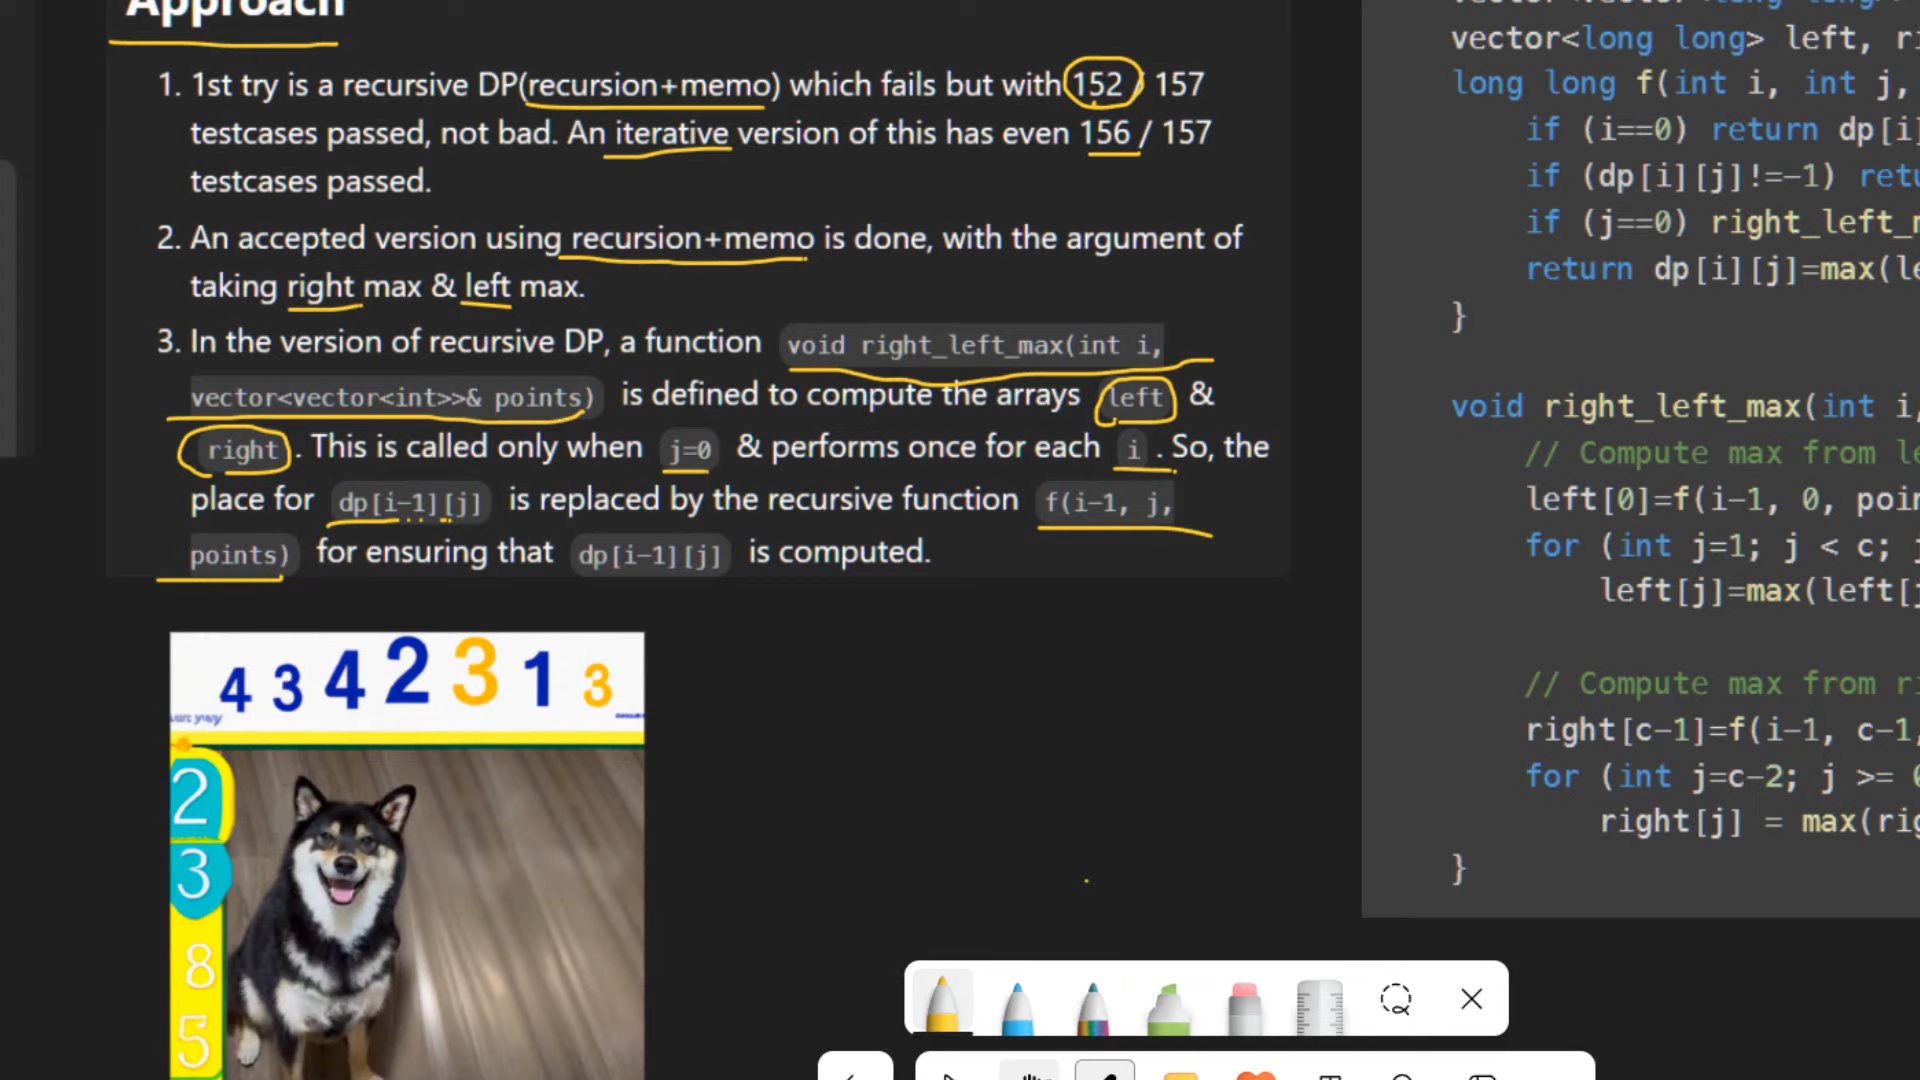 Approach
1. 1st try is a recursive DP(recursion+memo) which fails but with 152 / 157
testcases passed, not bad. An iterative version of this has even 156 / 157
testcases passed.
2. An accepted version using recursion+memo is done, with the argument of
taking right max & left max.
3. In the version of recursive DP, a function void right_left_max(int i,
vector<vector<int>>& points) is defined to compute the arrays left &
right . This is called only when j=0 & performs once for each i . So, the
place for dp[i-1][j] is replaced by the recursive function f(i-1, j,
points) for ensuring that dp[i-1][j] is computed.
4 3 4 2 3 1 3
2
3
8
5
vector<long long> left,
long long f(int i, int j,
if (i==0) return dp[i]
if (dp[i][j]!=-1)
if (j==0)
return dp[i][j]=max(
}
void right_left_max(int i,
// Compute max from
left[0]=f(i-1, 0,
for (int j=1; j < c;
left[j]=max(left[
// Compute max from
right[c-1]=f(i-1, c-1,
for (int j=c-2; j >=
right[j] = max(
}